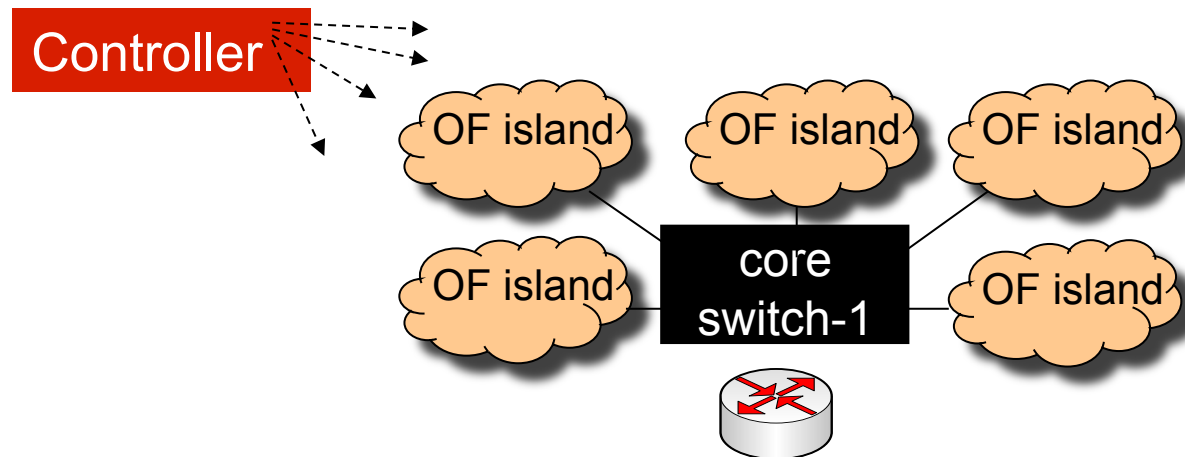 Controller
OF island
OF island
OF island
OF island
core
switch-1
OF island